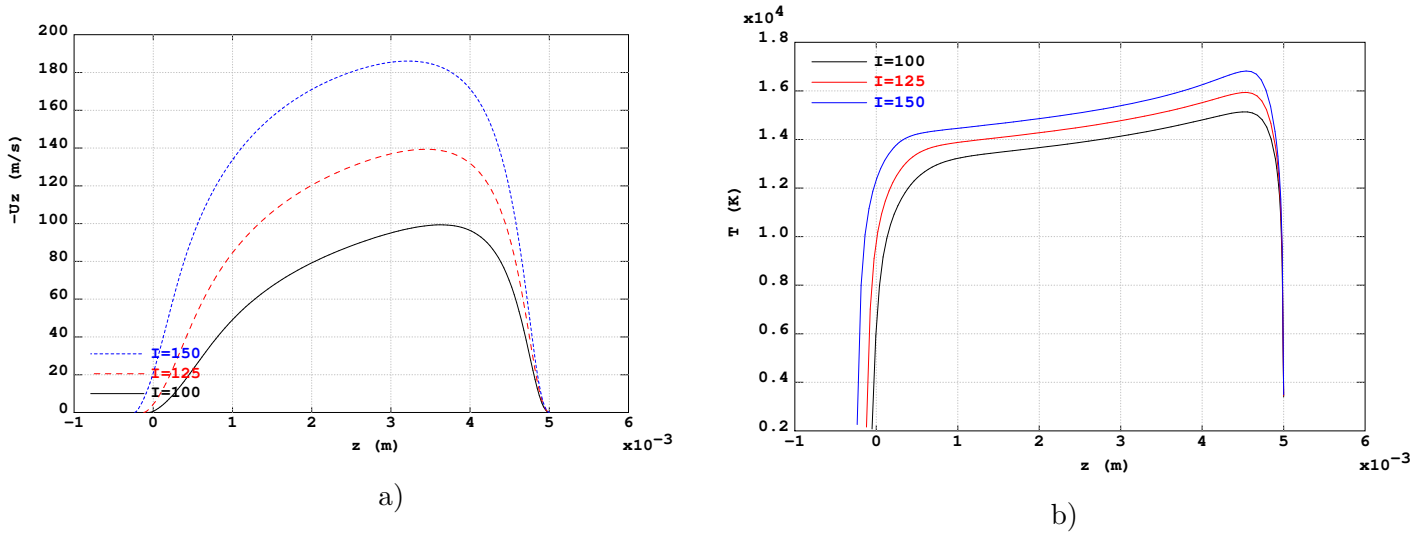 200
180
160
140
120
100
80
60
40
20
0
-Uz (m/s)
I=150
I=125
I=100
-1 0 1 2 3 4 5 6
z (m) x10-3
a)
x10^4
1.8
1.6
1.4
1.2
1.0
0.8
0.6
0.4
0.2
T (K)
I=100
I=125
I=150
-1 0 1 2 3 4 5 6
z (m) x10-3
b)